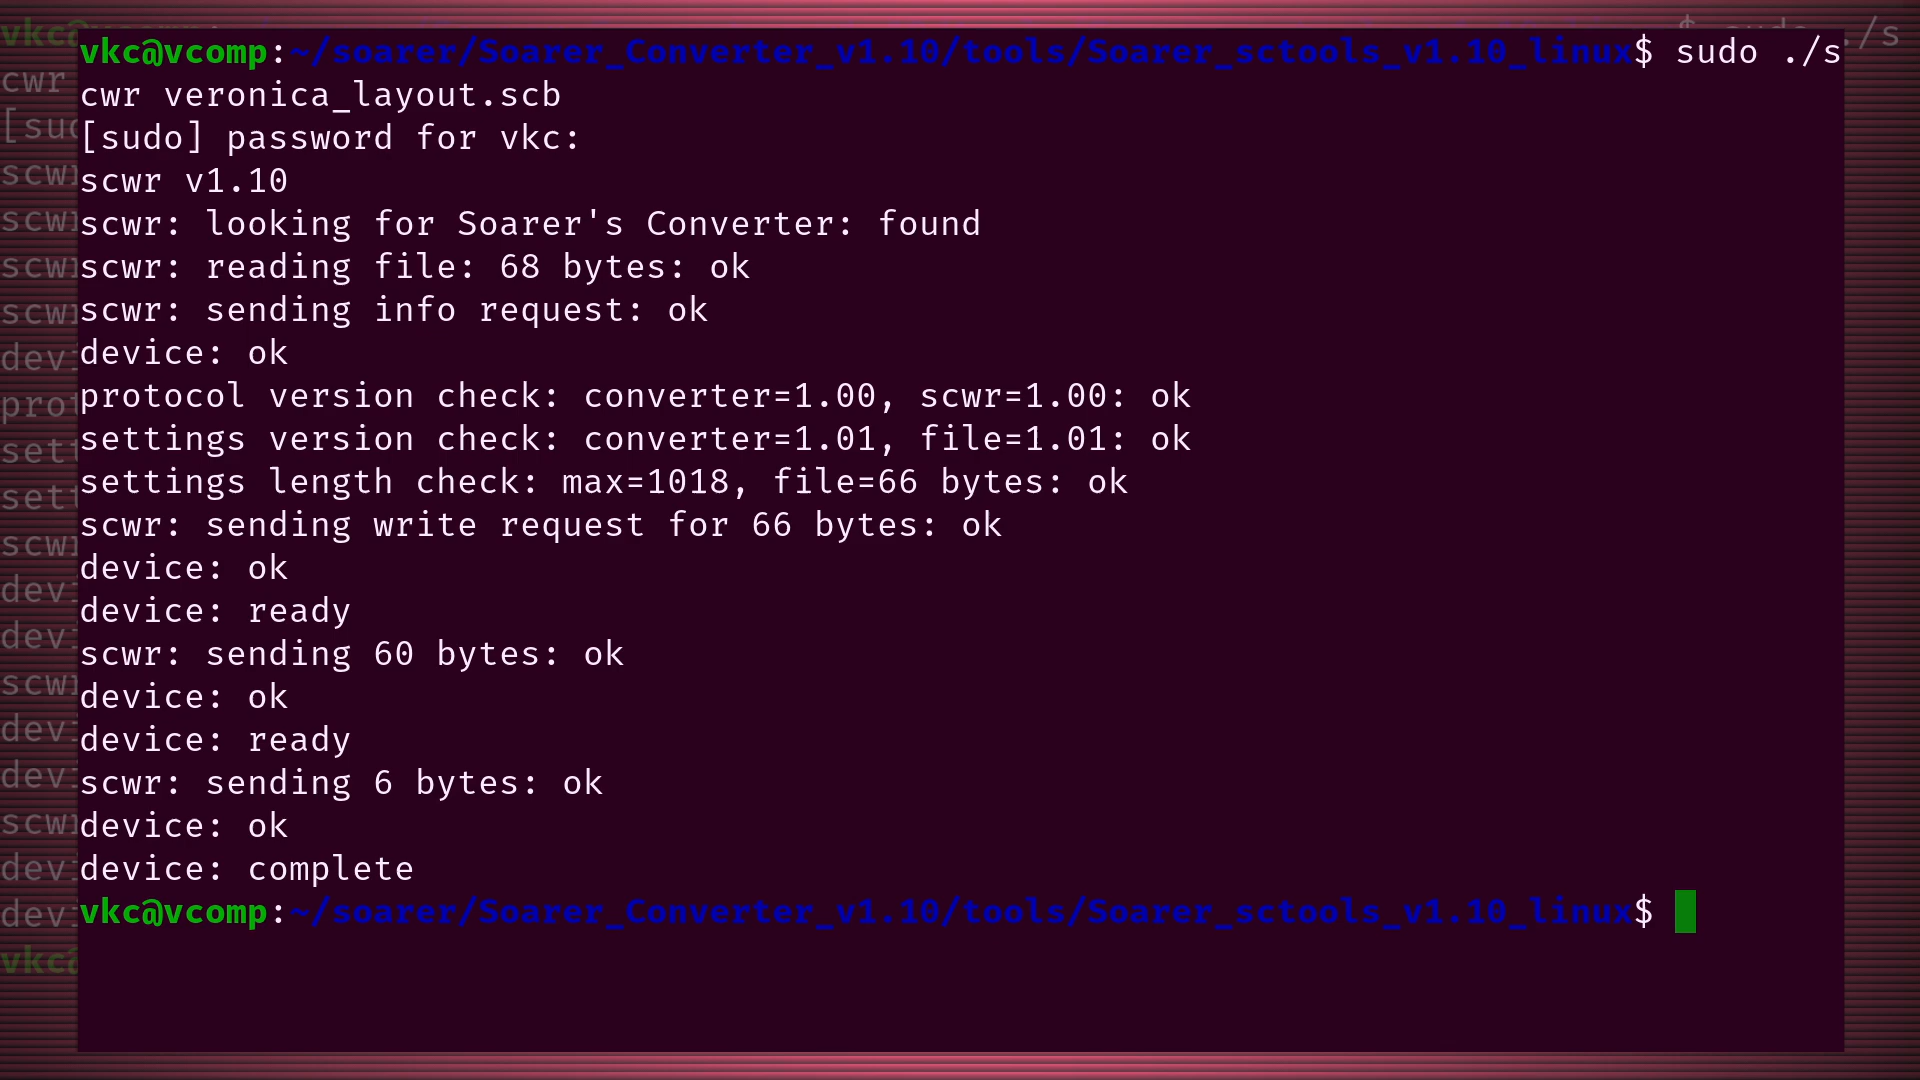 vkc@vcomp:~/soarer/Soarer_Converter_v1.10/tools/Soarer_sctools_v1.10_linux$ sudo ./s
cwr veronica_layout.scb
[sudo] password for vkc:
scwr v1.10
scwr: looking for Soarer's Converter: found
scwr: reading file: 68 bytes: ok
scwr: sending info request: ok
device: ok
protocol version check: converter=1.00, scwr=1.00: ok
settings version check: converter=1.01, file=1.01: ok
settings length check: max=1018, file=66 bytes: ok
scwr: sending write request for 66 bytes: ok
device: ok
device: ready
scwr: sending 60 bytes: ok
device: ok
device: ready
scwr: sending 6 bytes: ok
device: ok
device: complete
vkc@vcomp:~/soarer/Soarer_Converter_v1.10/tools/Soarer_sctools_v1.10_linux$